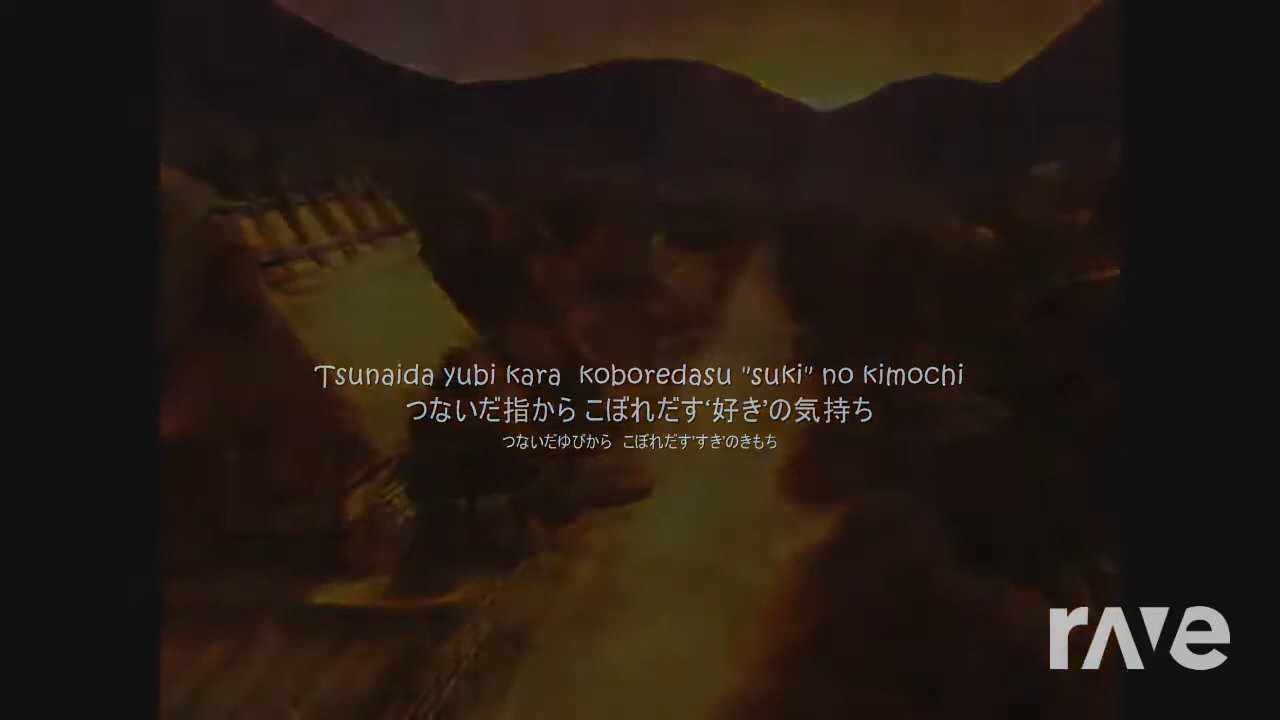 Tsunaida yubi kara koboredasu "suki" no kimochi
つないだ指から こぼれだす‘好き’の気持ち
つないだゆびから こぼれだす'すき'のきもち
rave